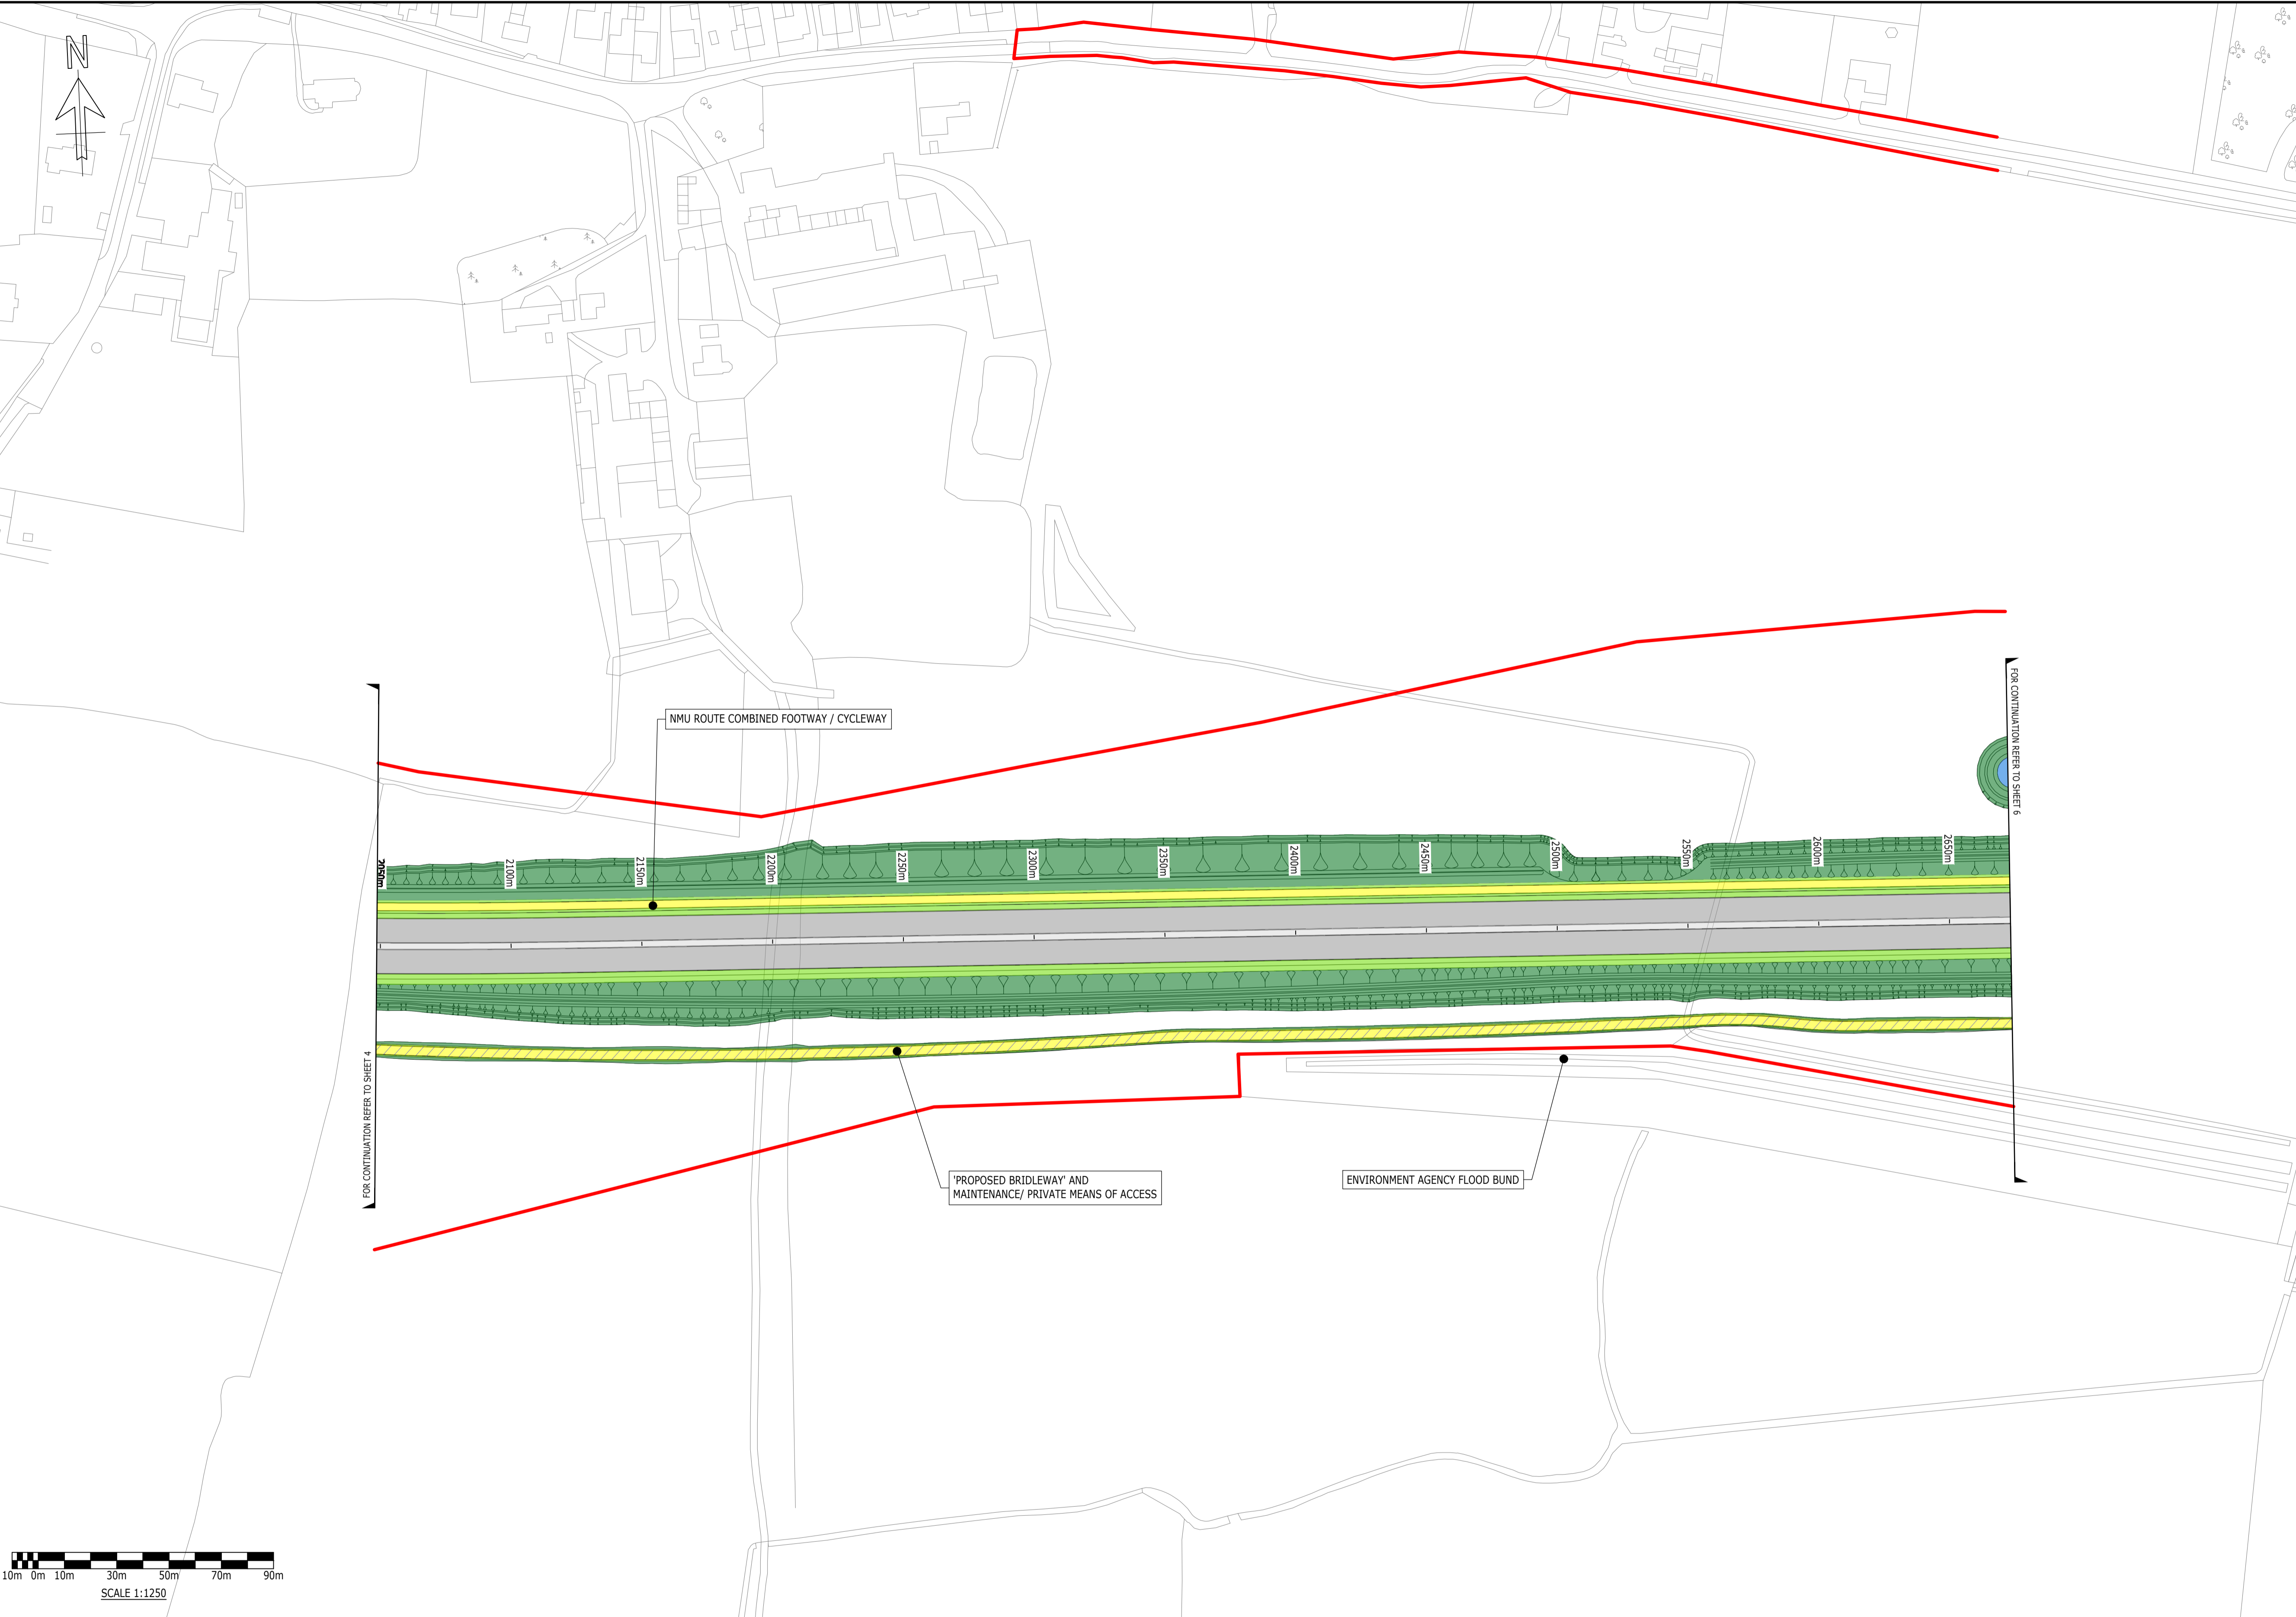 N
NMU ROUTE COMBINED FOOTWAY / CYCLEWAY
FOR CONTINUATION REFER TO SHEET 6
2050m
2100m
2150m
2200m
2250m
2300m
2350m
2400m
2450m
2500m
2550m
2600m
2650m
FOR CONTINUATION REFER TO SHEET 4
'PROPOSED BRIDLEWAY' AND
MAINTENANCE/ PRIVATE MEANS OF ACCESS
ENVIRONMENT AGENCY FLOOD BUND
10m 0m 10m 30m 50m 70m 90m
SCALE 1:1250